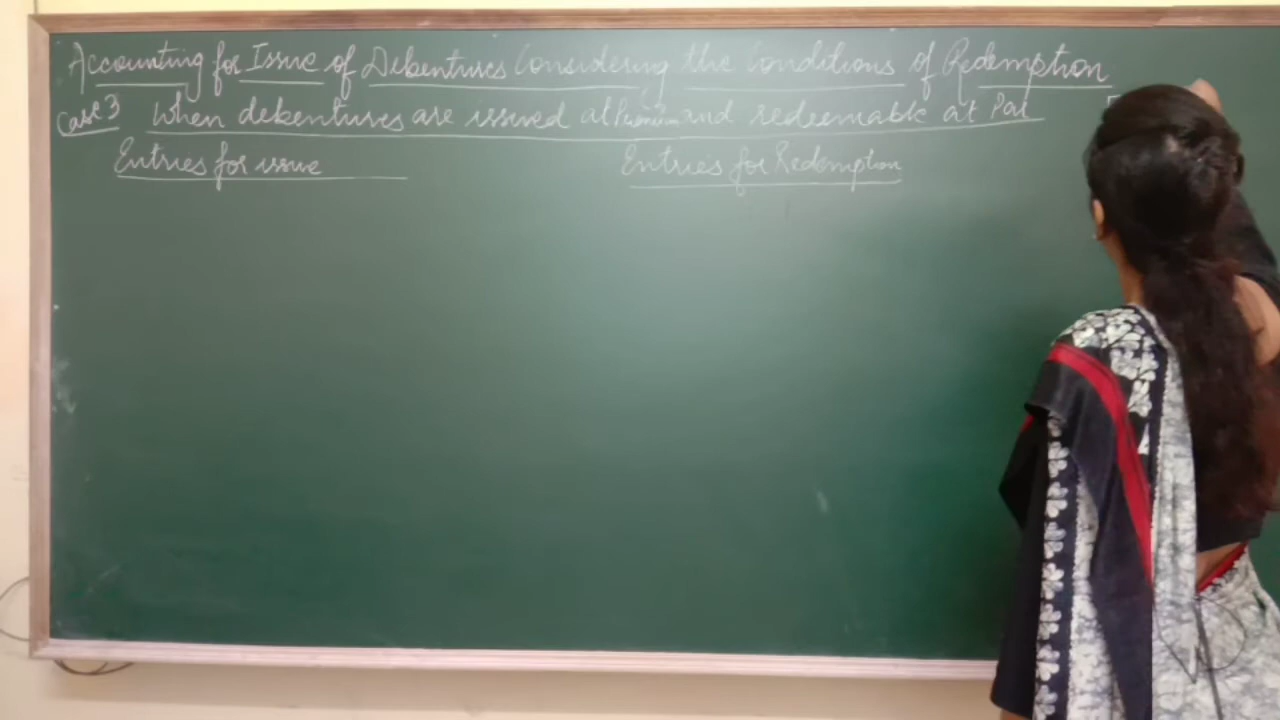 Accounting for Issue of Debentures Considering the Conditions of Redemption
Case 3 When debentures are issued at Premium and redeemable at Par
Entries for issue
Entries for Redemption